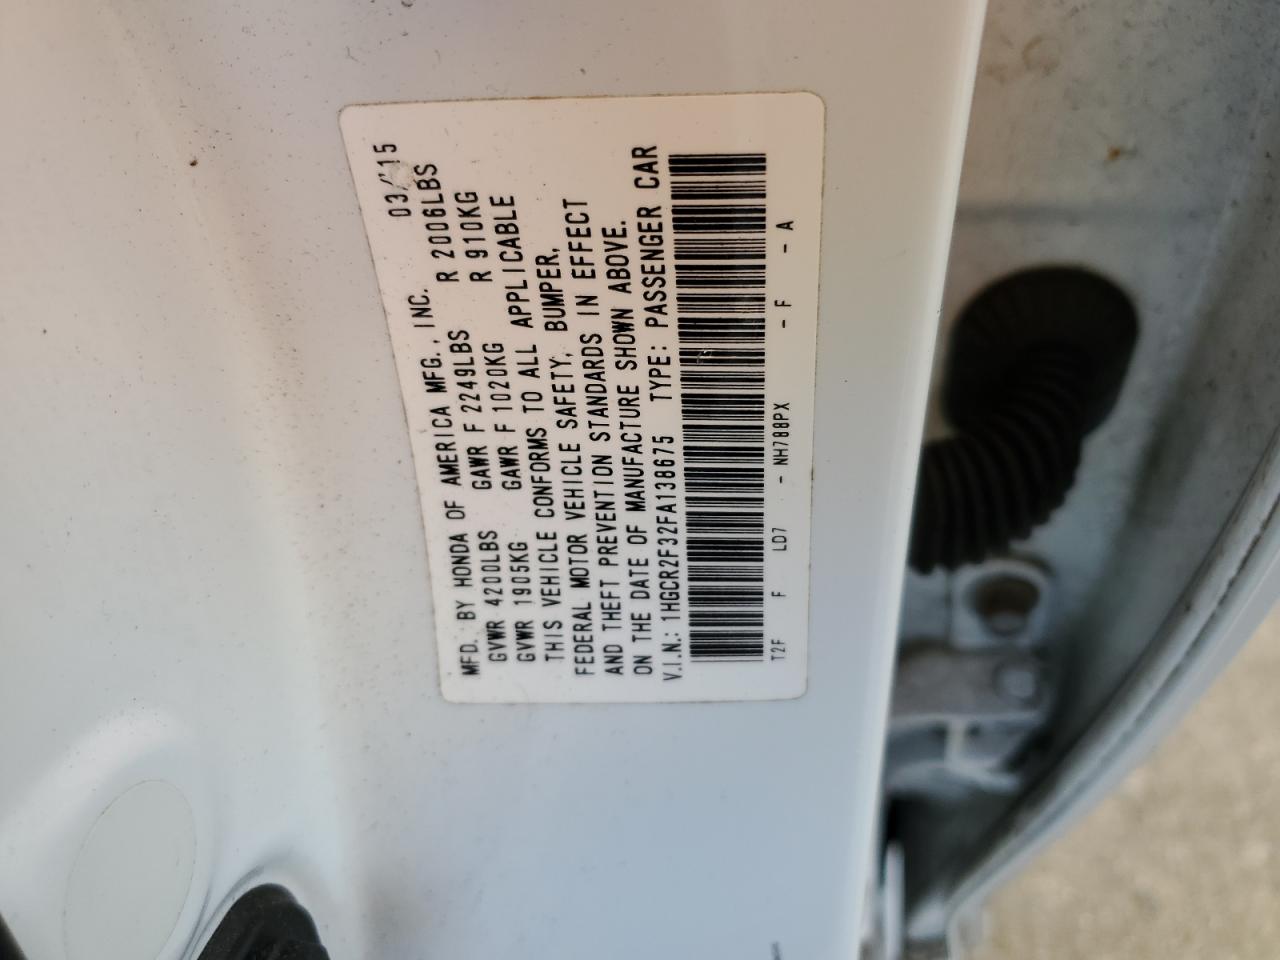 MFD. BY HONDA OF AMERICA MFG., INC. 03/15
GVWR 4200LBS GAWR F 2249LBS R 2006LBS
GVWR 1905KG GAWR F 1020KG R 910KG
THIS VEHICLE CONFORMS TO ALL APPLICABLE
FEDERAL MOTOR VEHICLE SAFETY, BUMPER,
AND THEFT PREVENTION STANDARDS IN EFFECT
ON THE DATE OF MANUFACTURE SHOWN ABOVE.
V.I.N.: 1HGCR2F32FA138675 TYPE: PASSENGER CAR
T2F F LD7 - NH788PX - F - A